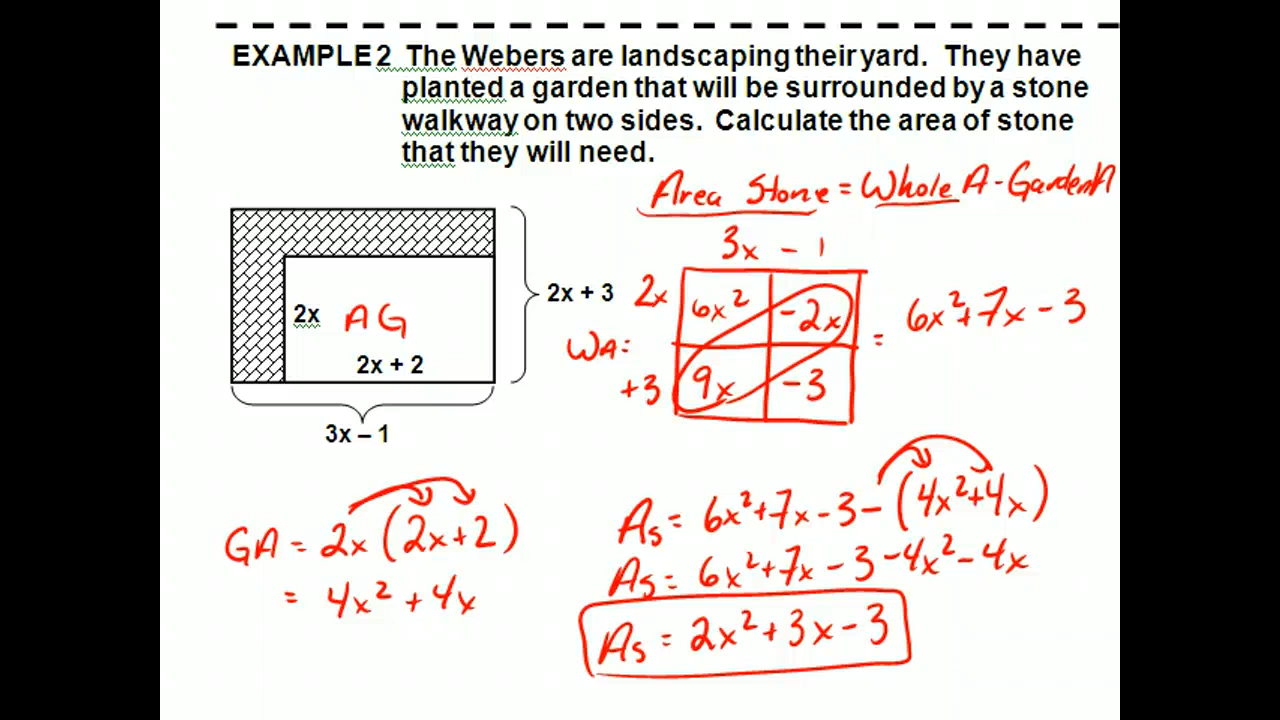 EXAMPLE 2 The Webers are landscaping their yard. They have
planted a garden that will be surrounded by a stone
walkway on two sides. Calculate the area of stone
that they will need.
Area Stone = Whole A - Garden A
3x - 1
2x 6x² -2x
2x + 3
2x AG
WA:
= 6x² + 7x - 3
2x + 2
+3 9x -3
3x – 1
GA = 2x (2x + 2)
= 4x² + 4x
As = 6x² + 7x - 3 - (4x² + 4x)
As = 6x² + 7x - 3 - 4x² - 4x
As = 2x² + 3x - 3